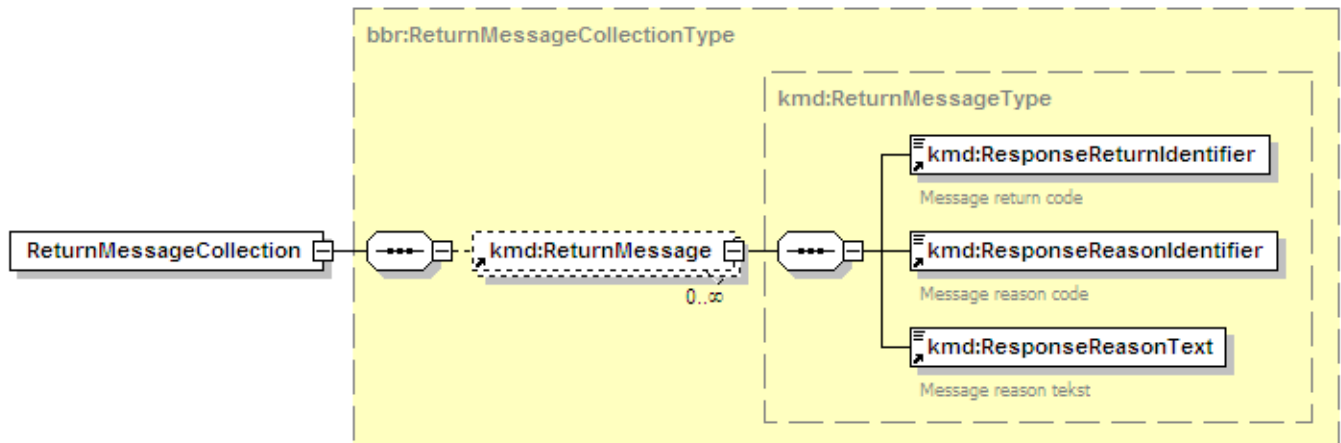 bbr:ReturnMessageCollectionType
kmd:ReturnMessageType
kmd:ResponseReturnIdentifier
Message return code
ReturnMessageCollection
kmd:ReturnMessage
0..∞
kmd:ResponseReasonIdentifier
Message reason code
kmd:ResponseReasonText
Message reason tekst